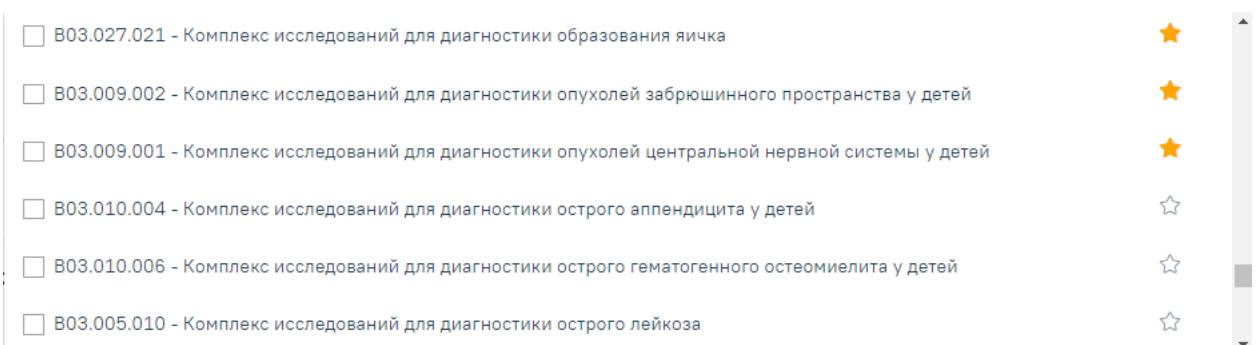 B03.027.021 - Комплекс исследований для диагностики образования яичка
B03.009.002 - Комплекс исследований для диагностики опухолей забрюшинного пространства у детей
B03.009.001 - Комплекс исследований для диагностики опухолей центральной нервной системы у детей
B03.010.004 - Комплекс исследований для диагностики острого аппендицита у детей
B03.010.006 - Комплекс исследований для диагностики острого гематогенного остеомиелита у детей
B03.005.010 - Комплекс исследований для диагностики острого лейкоза